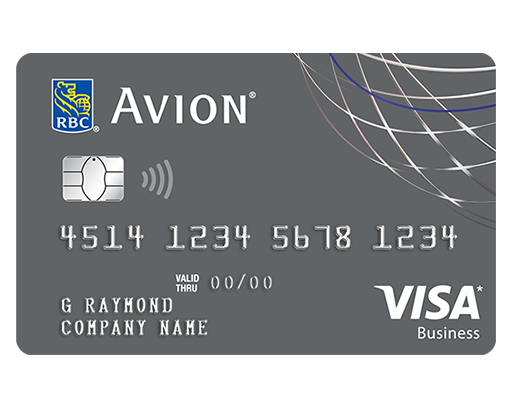 RBC® AVION®
4514 1234 5678 1234
VALID THRU 00/00
G RAYMOND
COMPANY NAME
VISA*
Business